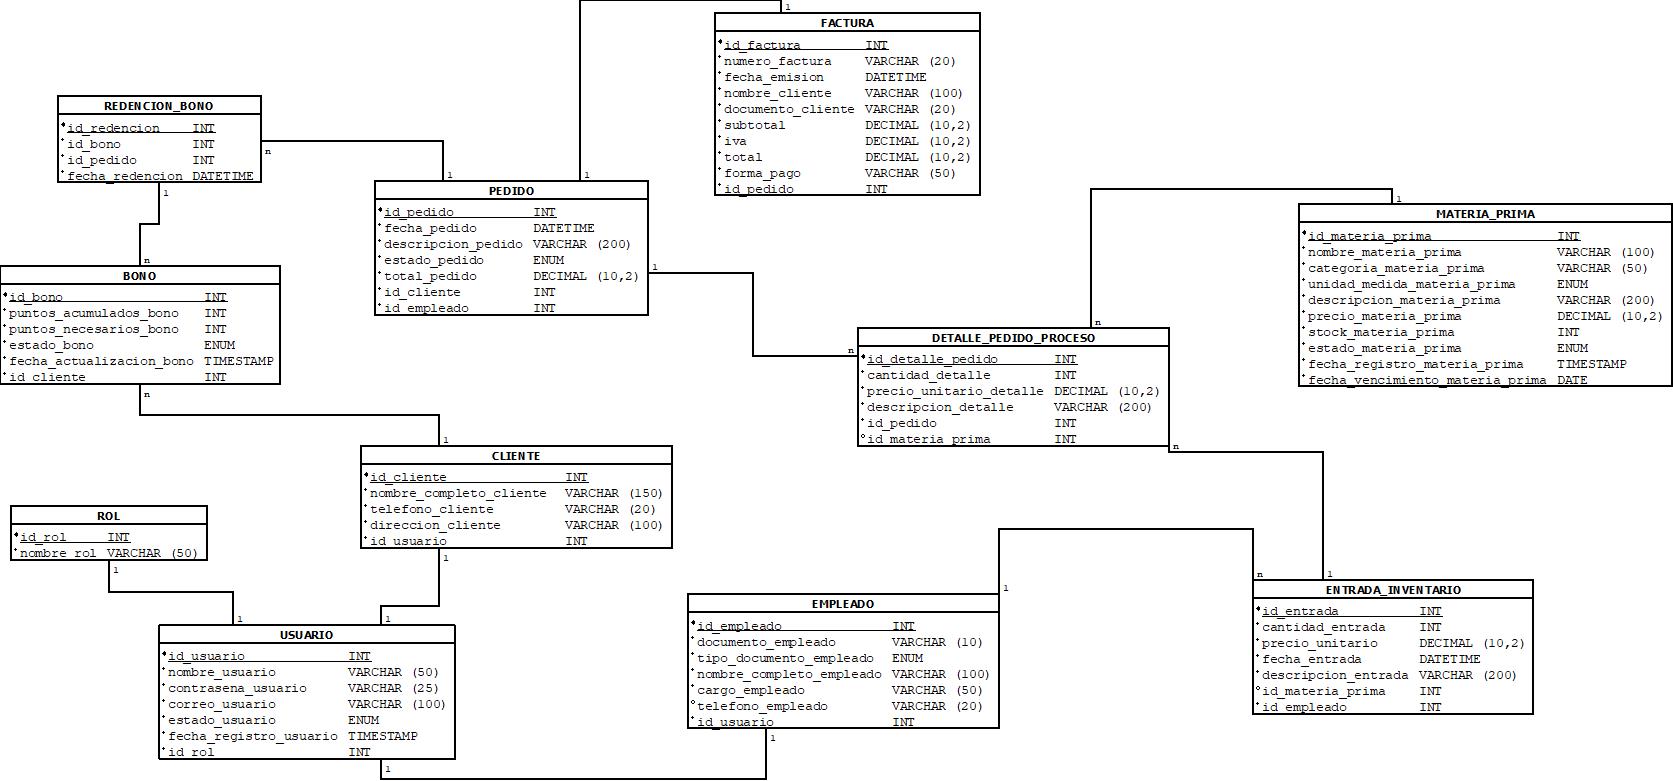 1
FACTURA
id_factura INT
numero_factura VARCHAR (20)
fecha_emision DATETIME
nombre_cliente VARCHAR (100)
documento_cliente VARCHAR (20)
subtotal DECIMAL (10,2)
iva DECIMAL (10,2)
total DECIMAL (10,2)
forma_pago VARCHAR (50)
id_pedido INT
REDENCION_BONO
id_redencion INT
id_bono INT
id_pedido INT
fecha_redencion DATETIME
n
1
1
1
PEDIDO
id_pedido INT
fecha_pedido DATETIME
descripcion_pedido VARCHAR (200)
estado_pedido ENUM
total_pedido DECIMAL (10,2)
id_cliente INT
id_empleado INT
1
1
MATERIA_PRIMA
id_materia_prima INT
nombre_materia_prima VARCHAR (100)
categoria_materia_prima VARCHAR (50)
unidad_medida_materia_prima ENUM
descripcion_materia_prima VARCHAR (200)
precio_materia_prima DECIMAL (10,2)
stock_materia_prima INT
estado_materia_prima ENUM
fecha_registro_materia_prima TIMESTAMP
fecha_vencimiento_materia_prima DATE
n
BONO
id_bono INT
puntos_acumulados_bono INT
puntos_necesarios_bono INT
estado_bono ENUM
fecha_actualizacion_bono TIMESTAMP
id_cliente INT
n
n
n
DETALLE_PEDIDO_PROCESO
id_detalle_pedido INT
cantidad_detalle INT
precio_unitario_detalle DECIMAL (10,2)
descripcion_detalle VARCHAR (200)
id_pedido INT
id_materia_prima INT
n
1
CLIENTE
id_cliente INT
nombre_completo_cliente VARCHAR (150)
telefono_cliente VARCHAR (20)
direccion_cliente VARCHAR (100)
id_usuario INT
1
ROL
id_rol INT
nombre_rol VARCHAR (50)
1
1
1
USUARIO
id_usuario INT
nombre_usuario VARCHAR (50)
contrasena_usuario VARCHAR (25)
correo_usuario VARCHAR (100)
estado_usuario ENUM
fecha_registro_usuario TIMESTAMP
id_rol INT
1
1
EMPLEADO
id_empleado INT
documento_empleado VARCHAR (10)
tipo_documento_empleado ENUM
nombre_completo_empleado VARCHAR (100)
cargo_empleado VARCHAR (50)
telefono_empleado VARCHAR (20)
id_usuario INT
1
n
1
ENTRADA_INVENTARIO
id_entrada INT
cantidad_entrada INT
precio_unitario DECIMAL (10,2)
fecha_entrada DATETIME
descripcion_entrada VARCHAR (200)
id_materia_prima INT
id_empleado INT